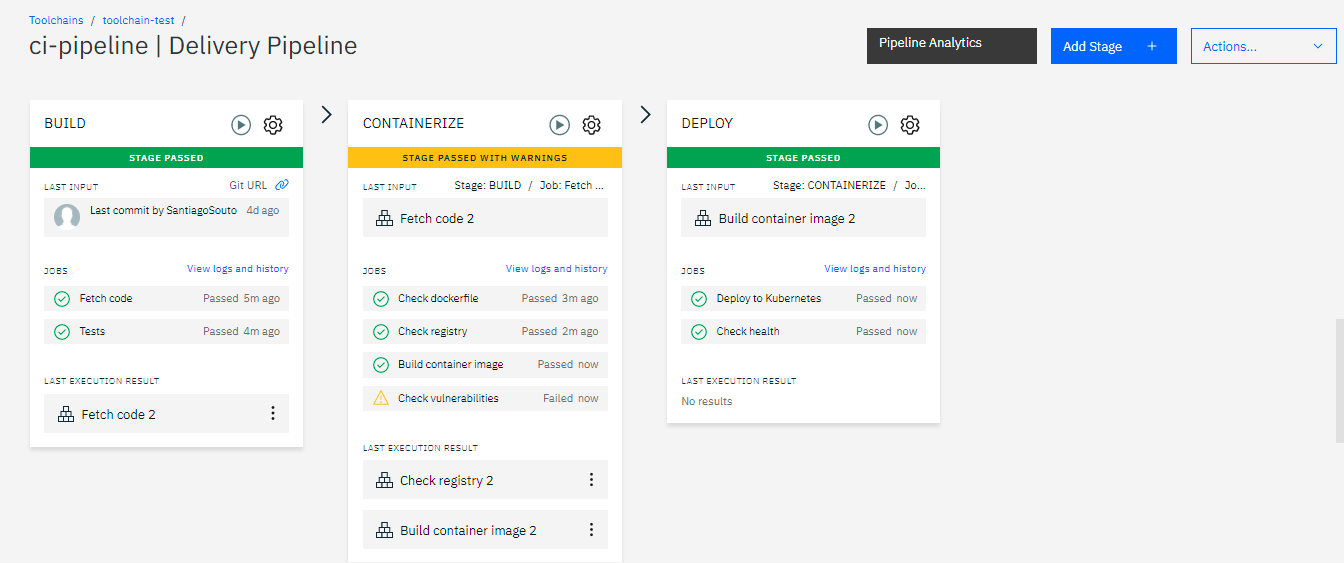 Toolchains / toolchain-test /
ci-pipeline | Delivery Pipeline
Pipeline Analytics
Add Stage +
Actions...
BUILD
STAGE PASSED
LAST INPUT Git URL
Last commit by SantiagoSouto 4d ago
JOBS View logs and history
Fetch code Passed 5m ago
Tests Passed 4m ago
LAST EXECUTION RESULT
Fetch code 2
CONTAINERIZE
STAGE PASSED WITH WARNINGS
LAST INPUT Stage: BUILD / Job: Fetch ...
Fetch code 2
JOBS View logs and history
Check dockerfile Passed 3m ago
Check registry Passed 2m ago
Build container image Passed now
Check vulnerabilities Failed now
LAST EXECUTION RESULT
Check registry 2
Build container image 2
DEPLOY
STAGE PASSED
LAST INPUT Stage: CONTAINERIZE / Jo...
Build container image 2
JOBS View logs and history
Deploy to Kubernetes Passed now
Check health Passed now
LAST EXECUTION RESULT
No results